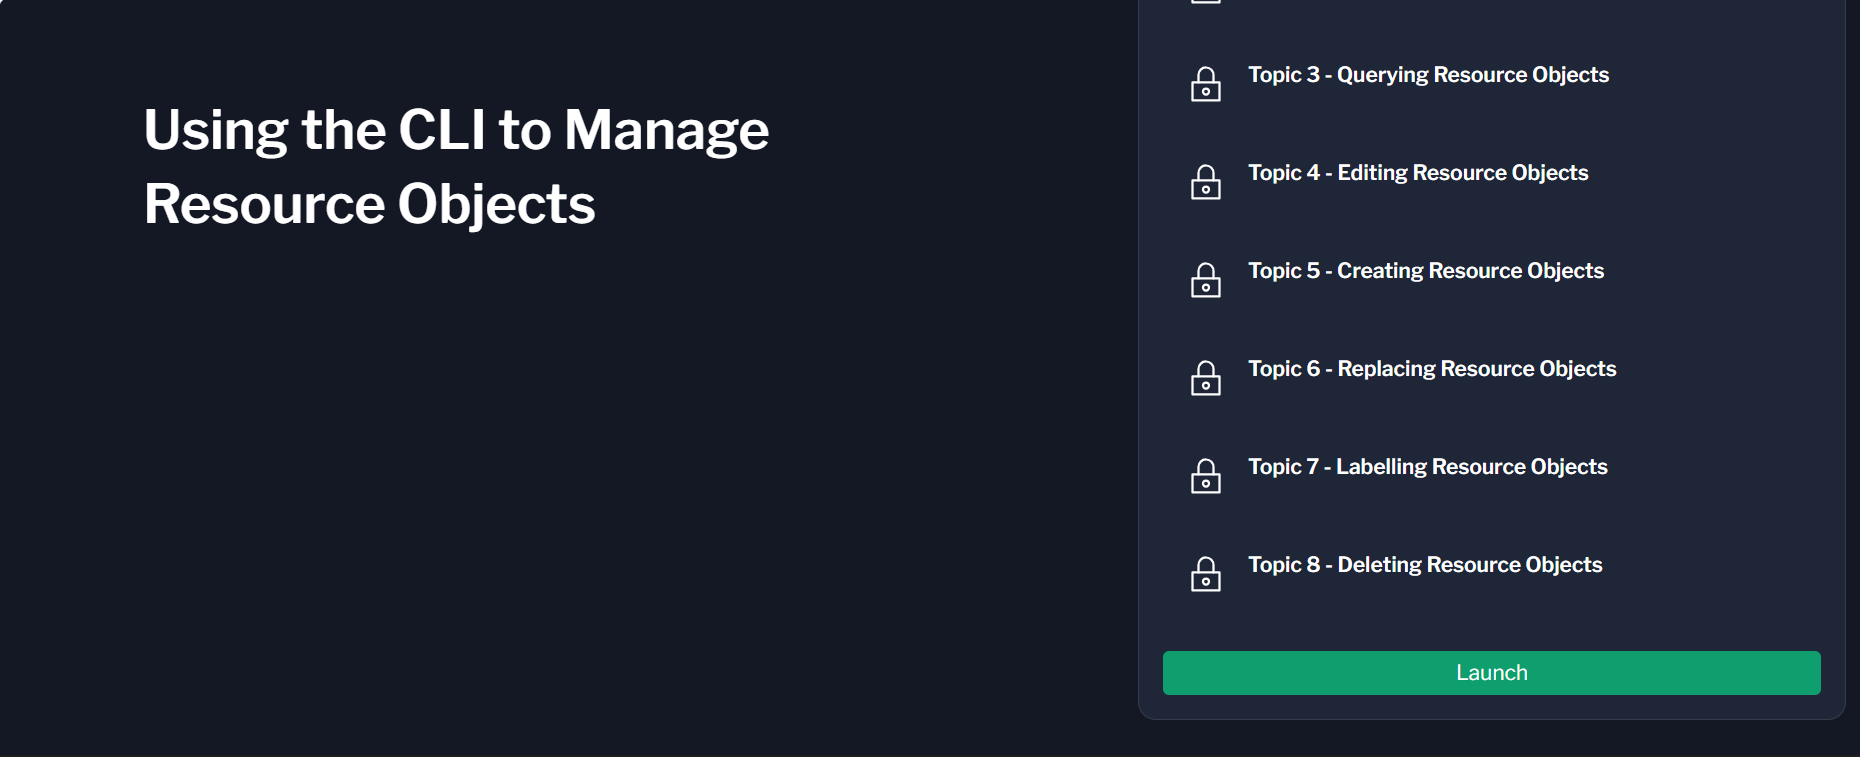 Using the CLI to Manage
Resource Objects
Topic 3 - Querying Resource Objects
Topic 4 - Editing Resource Objects
Topic 5 - Creating Resource Objects
Topic 6 - Replacing Resource Objects
Topic 7 - Labelling Resource Objects
Topic 8 - Deleting Resource Objects
Launch